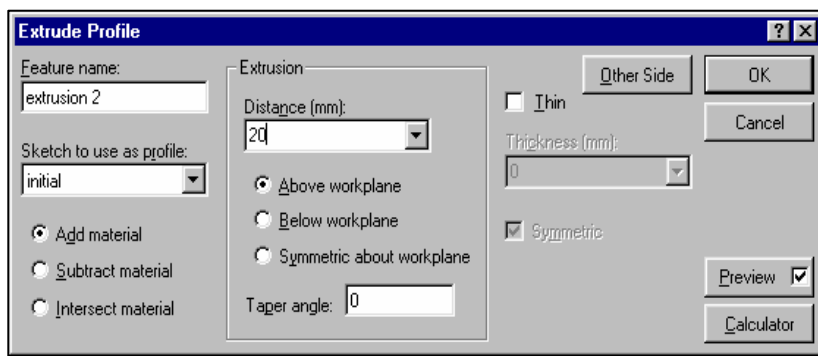 Extrude Profile
Feature name:
extrusion 2
Sketch to use as profile:
initial
Add material
Subtract material
Intersect material
Extrusion
Distance (mm):
20
Above workplane
Below workplane
Symmetric about workplane
Taper angle: 0
Other Side
Thin
Thickness (mm):
0
Symmetric
OK
Cancel
Preview
Calculator